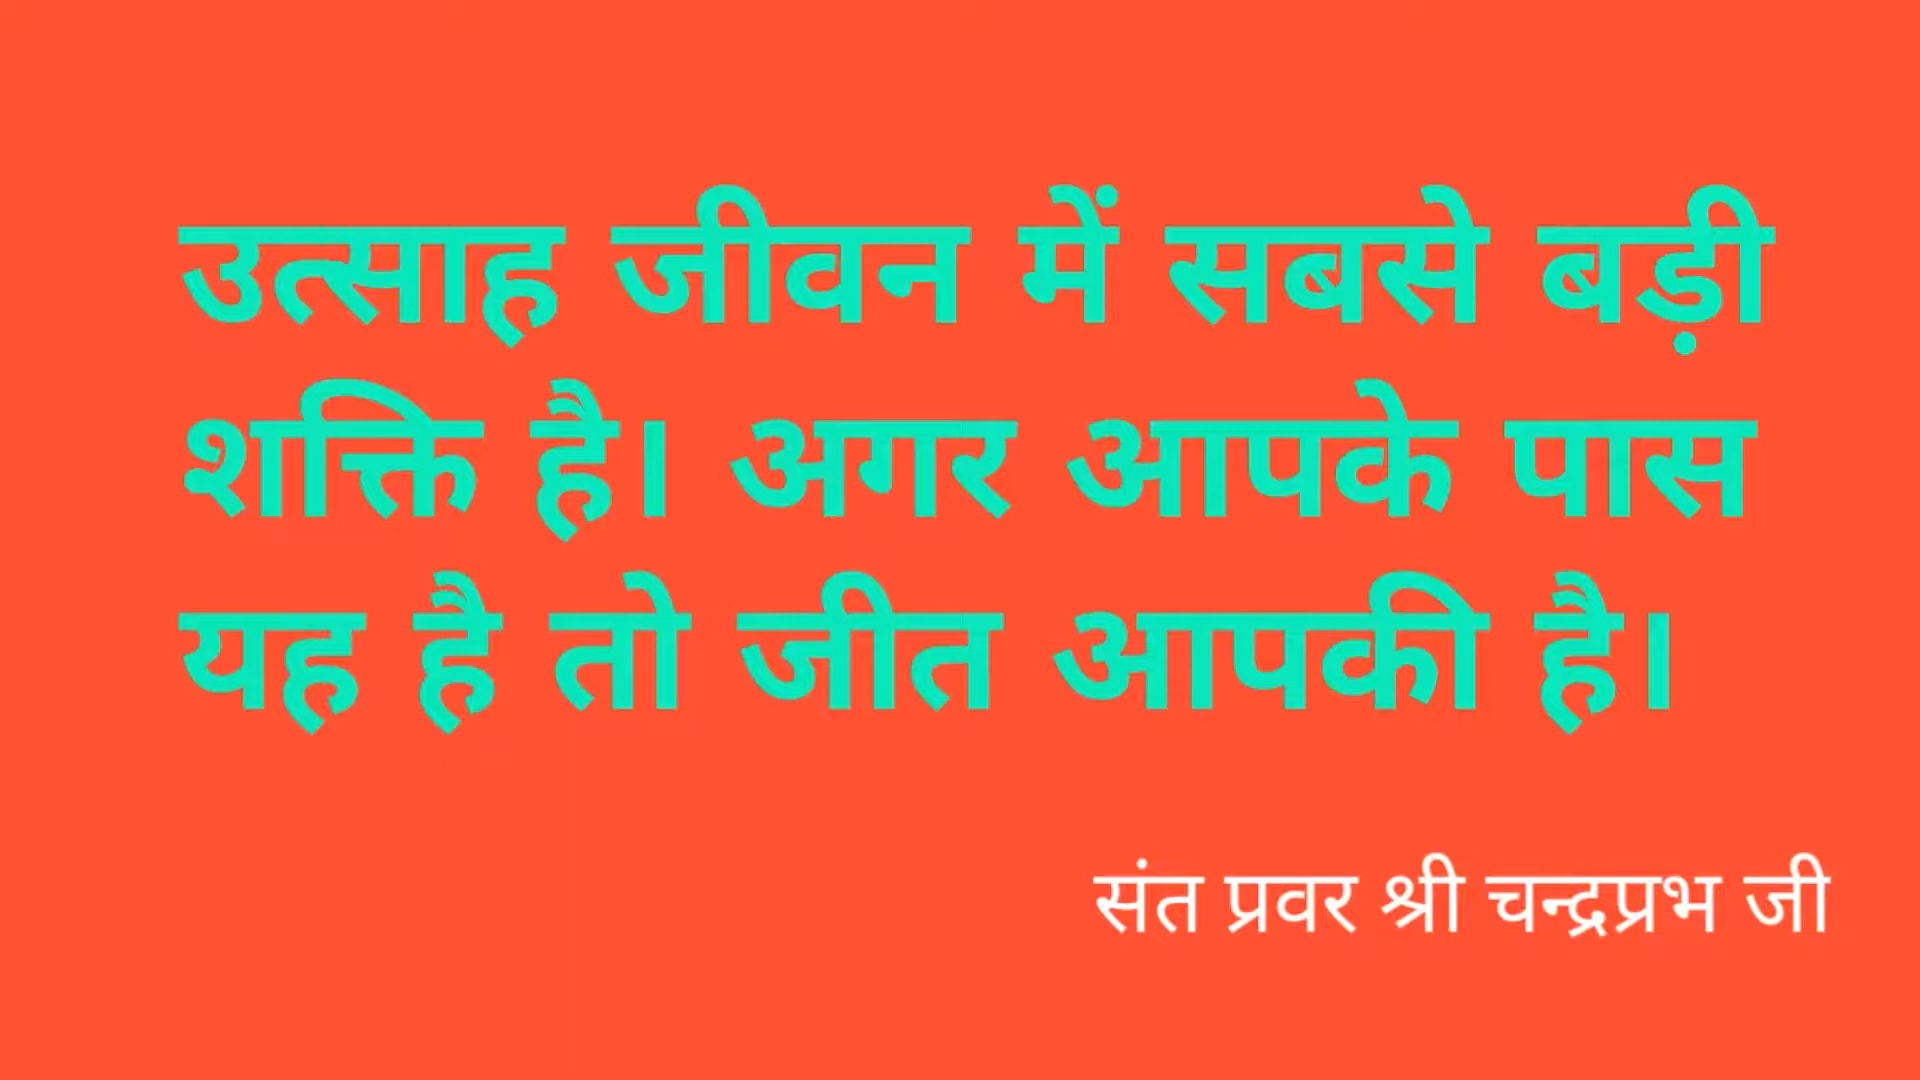 उत्साह जीवन में सबसे बड़ी
शक्ति है। अगर आपके पास
यह है तो जीत आपकी है।
संत प्रवर श्री चन्द्रप्रभ जी